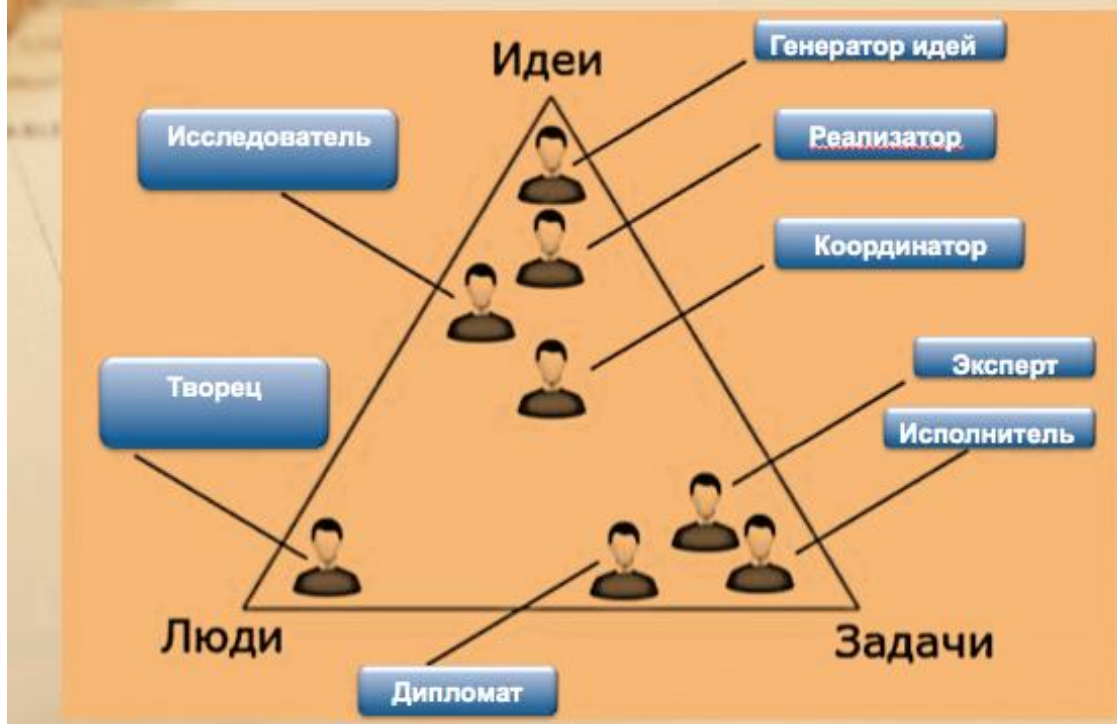 Генератор идей
Идеи
Исследователь
Реализатор
Координатор
Творец
Эксперт
Исполнитель
Люди
Задачи
Дипломат